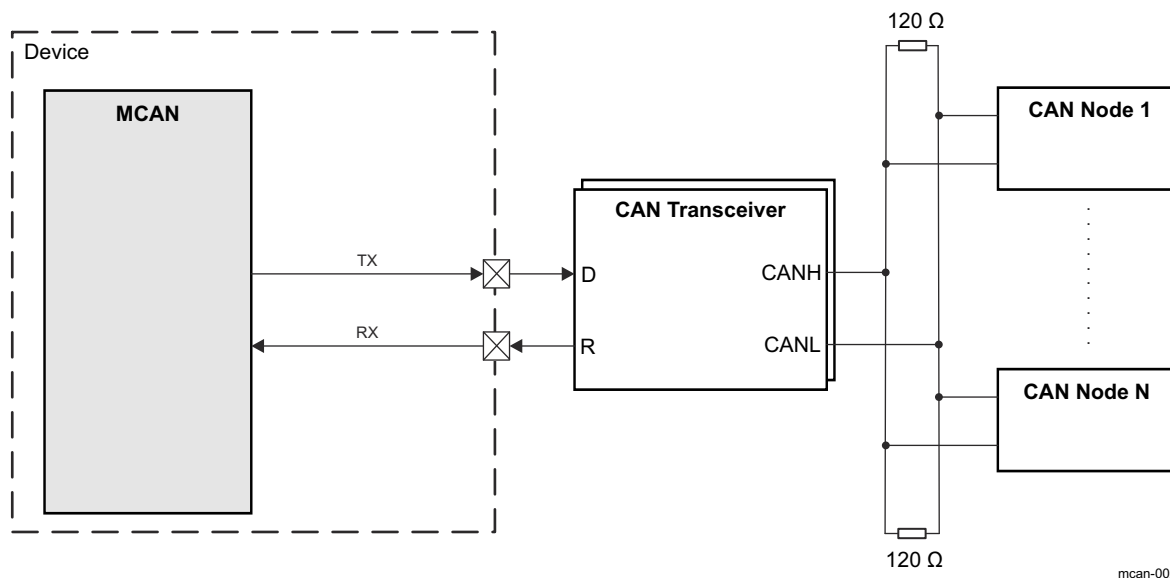 120 Ω
Device
MCAN
CAN Node 1
CAN Transceiver
TX
D
CANH
RX
R
CANL
CAN Node N
120 Ω
mcan-00